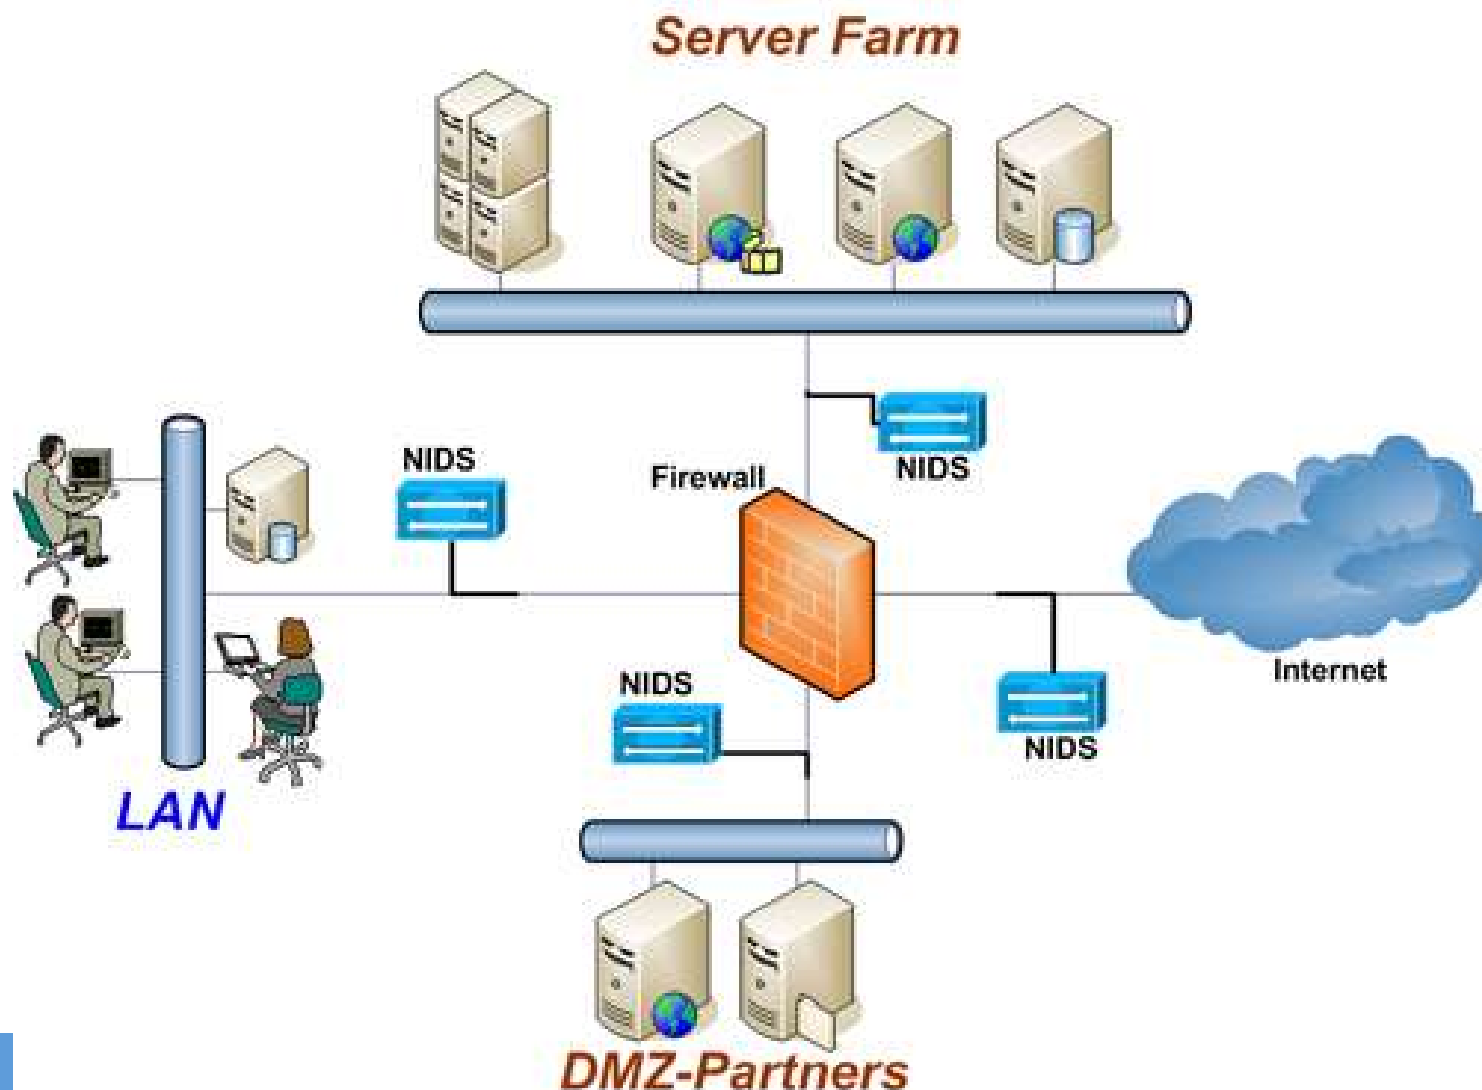 Server Farm
NIDS
Firewall
NIDS
Internet
NIDS
NIDS
LAN
DMZ-Partners